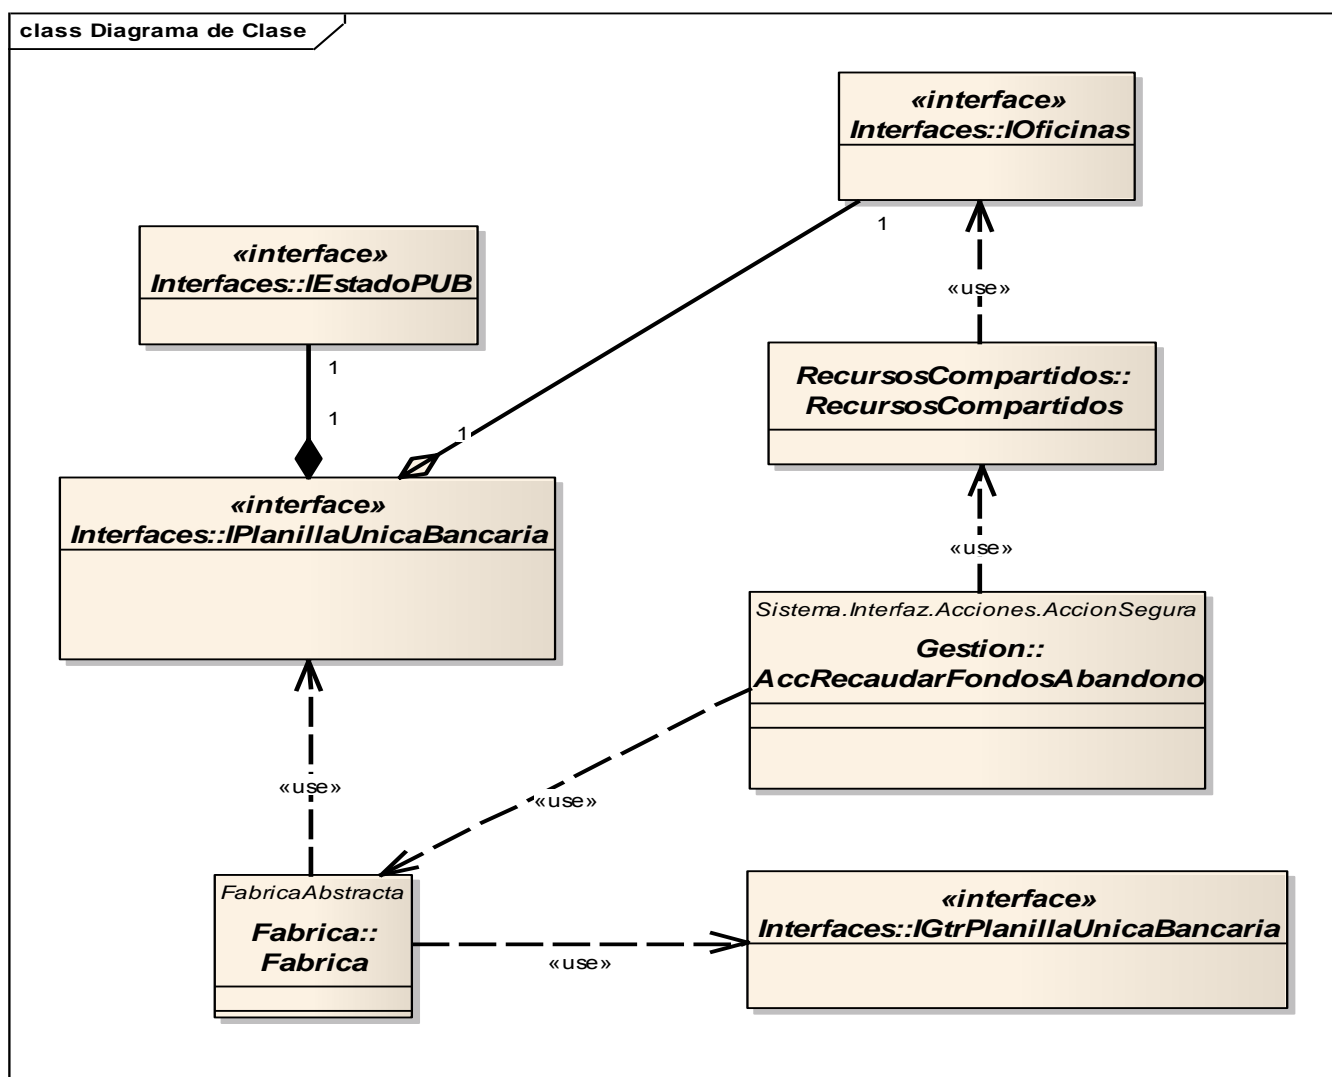 class Diagrama de Clase
«interface»
Interfaces::IOficinas
1
«interface»
Interfaces::IEstadoPUB
«use»
1
RecursosCompartidos::
RecursosCompartidos
1
1
«interface»
Interfaces::IPlanillaUnicaBancaria
«use»
Sistema.Interfaz.Acciones.AccionSegura
Gestion::
AccRecaudarFondosAbandono
«use»
«use»
FabricaAbstracta
Fabrica::
Fabrica
«interface»
Interfaces::IGtrPlanillaUnicaBancaria
«use»